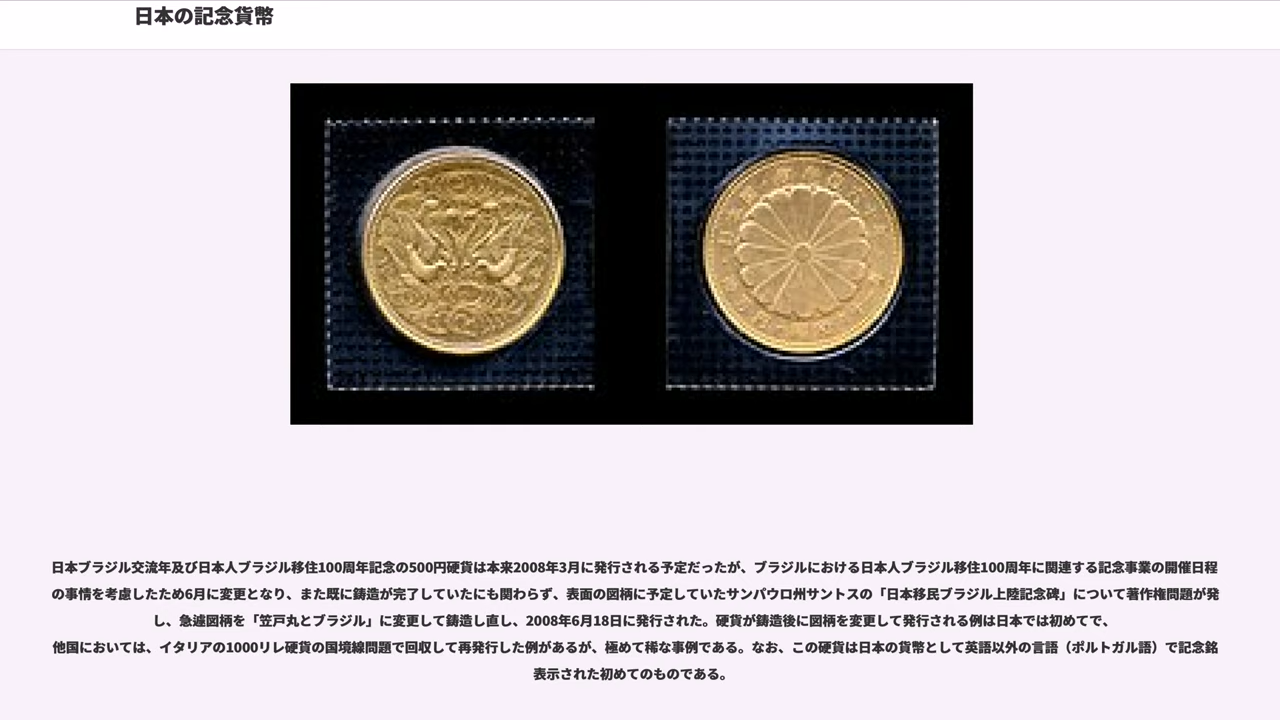 日本の記念貨幣
日本ブラジル交流年及び日本人ブラジル移住100周年記念の500円硬貨は本来2008年3月に発行される予定だったが、ブラジルにおける日本人ブラジル移住100周年に関連する記念事業の開催日程
の事情を考慮したため6月に変更となり、また既に鋳造が完了していたにも関わらず、表面の図柄に予定していたサンパウロ州サントスの「日本移民ブラジル上陸記念碑」について著作権問題が発
し、急遽図柄を「笠戸丸とブラジル」に変更して鋳造し直し、2008年6月18日に発行された。硬貨が鋳造後に図柄を変更して発行される例は日本では初めてで、
他国においては、イタリアの1000リレ硬貨の国境線問題で回収して再発行した例があるが、極めて稀な事例である。なお、この硬貨は日本の貨幣として英語以外の言語（ポルトガル語）で記念銘
表示された初めてのものである。